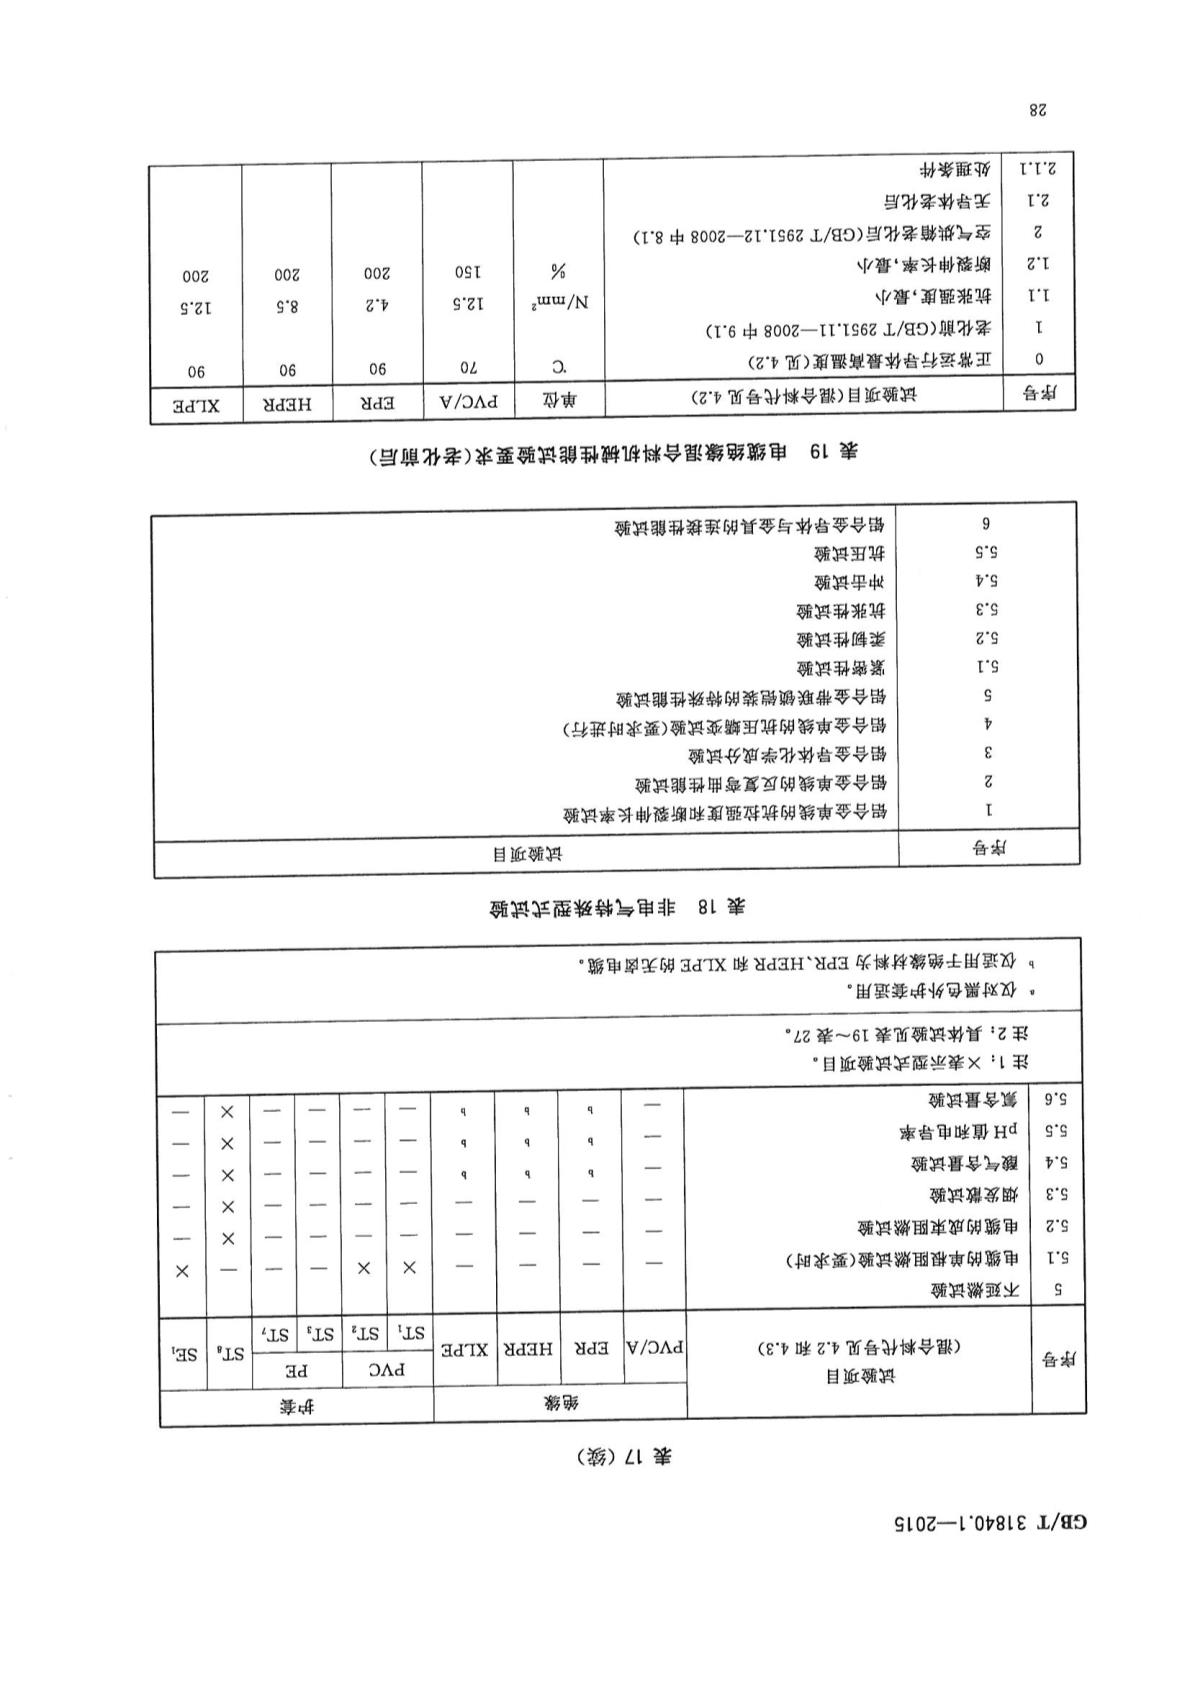 GB/T 31840.1—2015
表 17（续）
序号 试验项目（混合料代号见 4.2 和 4.3） 绝缘 护套
PVC/A EPR HEPR XLPE PVC PE ST₈ SE₁
ST₁ ST₂ ST₃ ST₇
5 不延燃试验
5.1 电缆的单根阻燃试验(要求时) — — — — × × — — — ×
5.2 电缆的成束阻燃试验 — — — — — — — — × —
5.3 烟发散试验 — — — — — — — — × —
5.4 酸气含量试验 — b b b — — — — × —
5.5 pH 值和电导率 — b b b — — — — × —
5.6 氟含量试验 — b b b — — — — × —
注 1：×表示型式试验项目。
注 2：具体试验见表 19～表 27。
a 仅对黑色外护套适用。
b 仅适用于绝缘材料为 EPR、HEPR 和 XLPE 的无卤电缆。
表 18 非电气特殊型式试验
序号 试验项目
1 铝合金单线的抗拉强度和断裂伸长率试验
2 铝合金单线的反复弯曲性能试验
3 铝合金导体化学成分试验
4 铝合金单线的抗压蠕变试验(要求时进行)
5 铝合金带联锁铠装的特殊性能试验
5.1 紧密性试验
5.2 柔韧性试验
5.3 抗张性试验
5.4 冲击试验
5.5 抗压试验
6 铝合金导体与金具的连接性能试验
表 19 电缆绝缘混合料机械性能试验要求(老化前后)
序号 试验项目(混合料代号见 4.2) 单位 PVC/A EPR HEPR XLPE
0 正常运行导体最高温度(见 4.2) ℃ 70 90 90 90
1 老化前(GB/T 2951.11—2008 中 9.1)
1.1 抗张强度,最小 N/mm² 12.5 4.2 8.5 12.5
1.2 断裂伸长率,最小 % 150 200 200 200
2 空气烘箱老化后(GB/T 2951.12—2008 中 8.1)
2.1 无导体老化后
2.1.1 处理条件
28